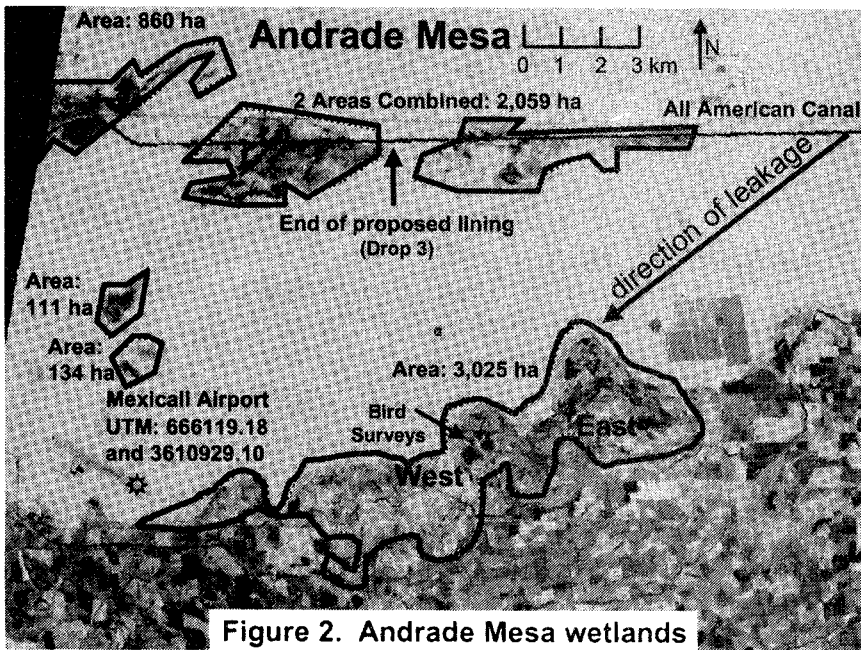 Area: 860 ha
Andrade Mesa
N
0 1 2 3 km
2 Areas Combined: 2,059 ha
All American Canal
End of proposed lining
(Drop 3)
direction of leakage
Area:
111 ha
Area:
134 ha
Area: 3,025 ha
Mexicali Airport
UTM: 666119.18
and 3610929.10
Bird
Surveys
East
West
Figure 2. Andrade Mesa wetlands